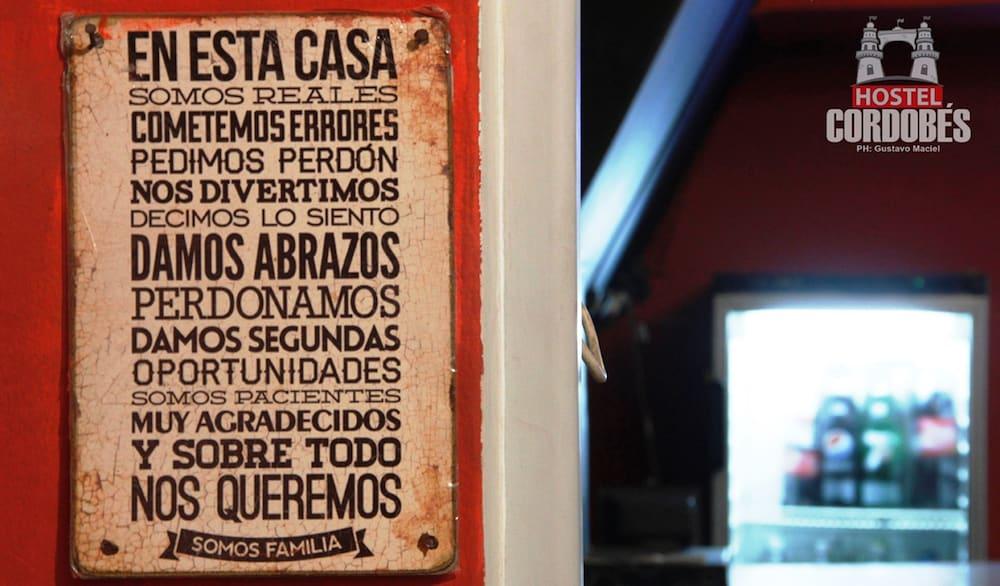 EN ESTA CASA
SOMOS REALES
COMETEMOS ERRORES
PEDIMOS PERDÓN
NOS DIVERTIMOS
DECIMOS LO SIENTO
DAMOS ABRAZOS
PERDONAMOS
DAMOS SEGUNDAS
OPORTUNIDADES
SOMOS PACIENTES
MUY AGRADECIDOS
Y SOBRE TODO
NOS QUEREMOS
SOMOS FAMILIA
HOSTEL
CORDOBÉS
PH: Gustavo Maciel